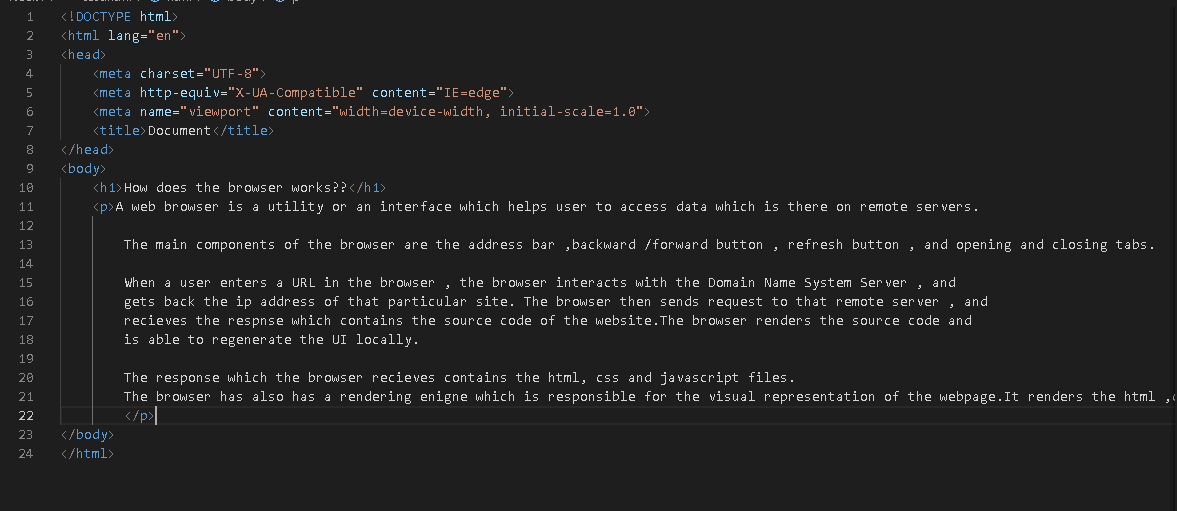 1 <!DOCTYPE html>
2 <html lang="en">
3 <head>
4 <meta charset="UTF-8">
5 <meta http-equiv="X-UA-Compatible" content="IE=edge">
6 <meta name="viewport" content="width=device-width, initial-scale=1.0">
7 <title>Document</title>
8 </head>
9 <body>
10 <h1>How does the browser works??</h1>
11 <p>A web browser is a utility or an interface which helps user to access data which is there on remote servers.
12
13 The main components of the browser are the address bar ,backward /forward button , refresh button , and opening and closing tabs.
14
15 When a user enters a URL in the browser , the browser interacts with the Domain Name System Server , and
16 gets back the ip address of that particular site. The browser then sends request to that remote server , and
17 recieves the respnse which contains the source code of the website.The browser renders the source code and
18 is able to regenerate the UI locally.
19
20 The response which the browser recieves contains the html, css and javascript files.
21 The browser has also has a rendering enigne which is responsible for the visual representation of the webpage.It renders the html ,
22 </p>
23 </body>
24 </html>